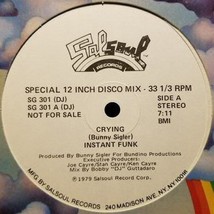 Salsoul
RECORDS
SPECIAL 12 INCH DISCO MIX - 33 1/3 RPM
SG 301 (DJ)
SG 301 A (DJ)
NOT FOR SALE
SIDE A
STEREO
7:11
BMI
CRYING
(Bunny Sigler)
INSTANT FUNK
Produced By Bunny Sigler For Bundino Productions
Executive Producers:
Joe Cayre/Stan Cayre/Ken Cayre
Mix By Bobby "DJ" Guttadaro
℗ 1979 Salsoul Record Corp.
MFG. BY SALSOUL RECORDS 240 MADISON AVE. NY, NY 10016